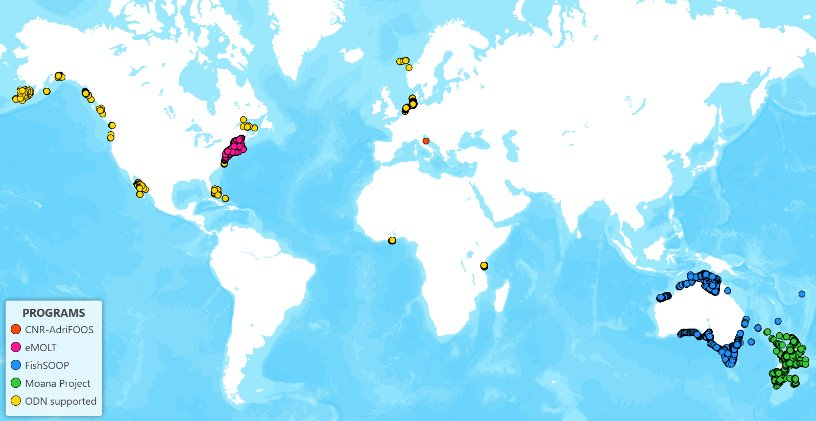 PROGRAMS
CNR-AdriFOOS
eMOLT
FishSOOP
Moana Project
ODN supported